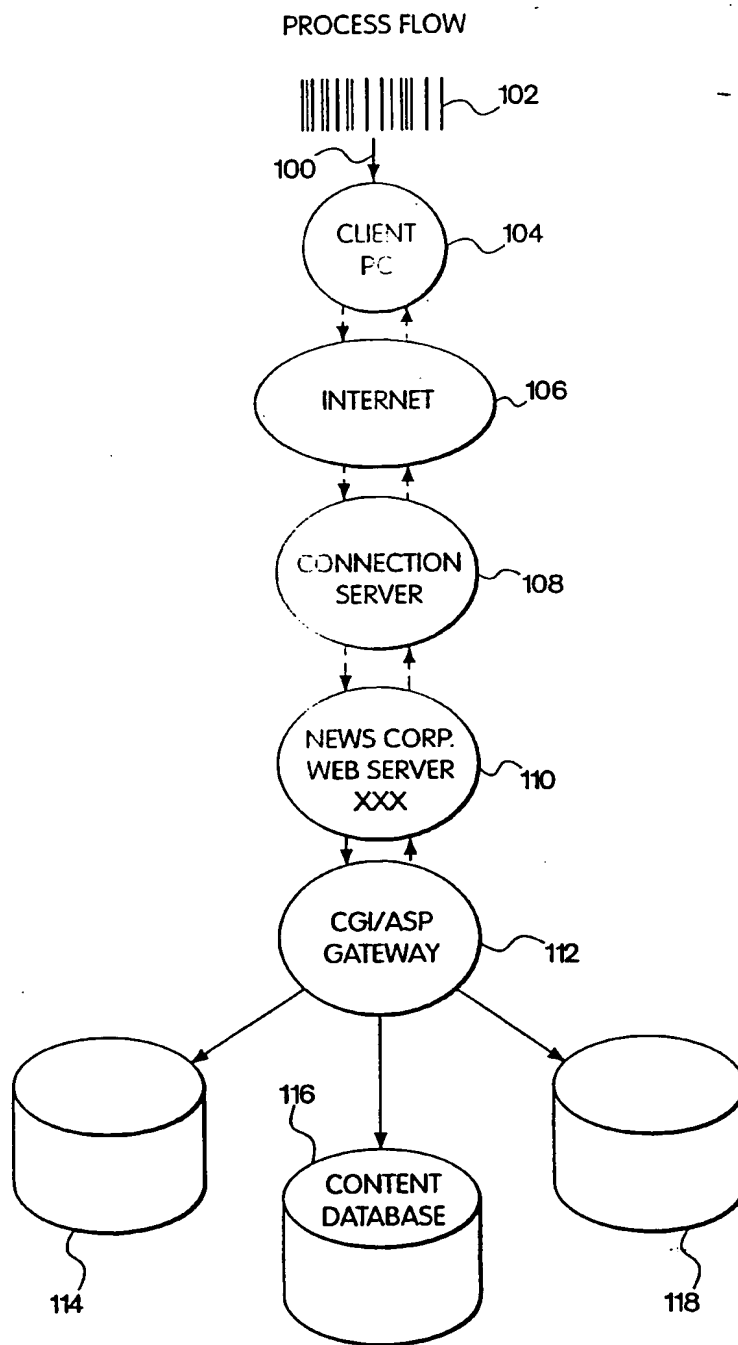 PROCESS FLOW
102
100
CLIENT
PC
104
INTERNET
106
CONNECTION
SERVER
108
NEWS CORP.
WEB SERVER
XXX
110
CGI/ASP
GATEWAY
112
116
CONTENT
DATABASE
114
118